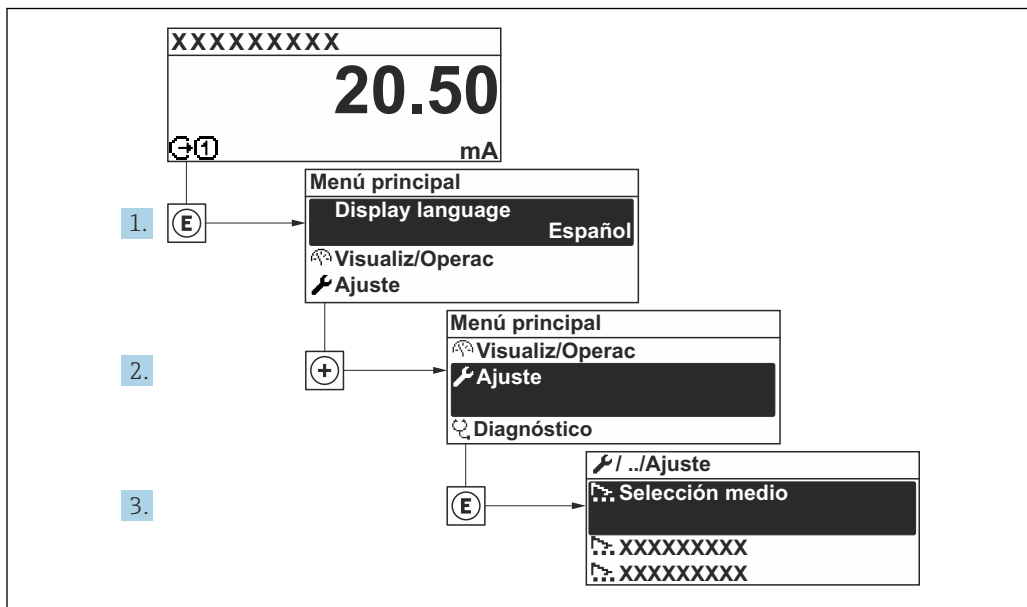 XXXXXXXXX
20.50
1
mA
Menú principal
1.
E
Display language
Español
Visualiz/Operac
Ajuste
Menú principal
2.
+
Visualiz/Operac
Ajuste
Diagnóstico
/ ../Ajuste
3.
E
Selección medio
XXXXXXXXX
XXXXXXXXX